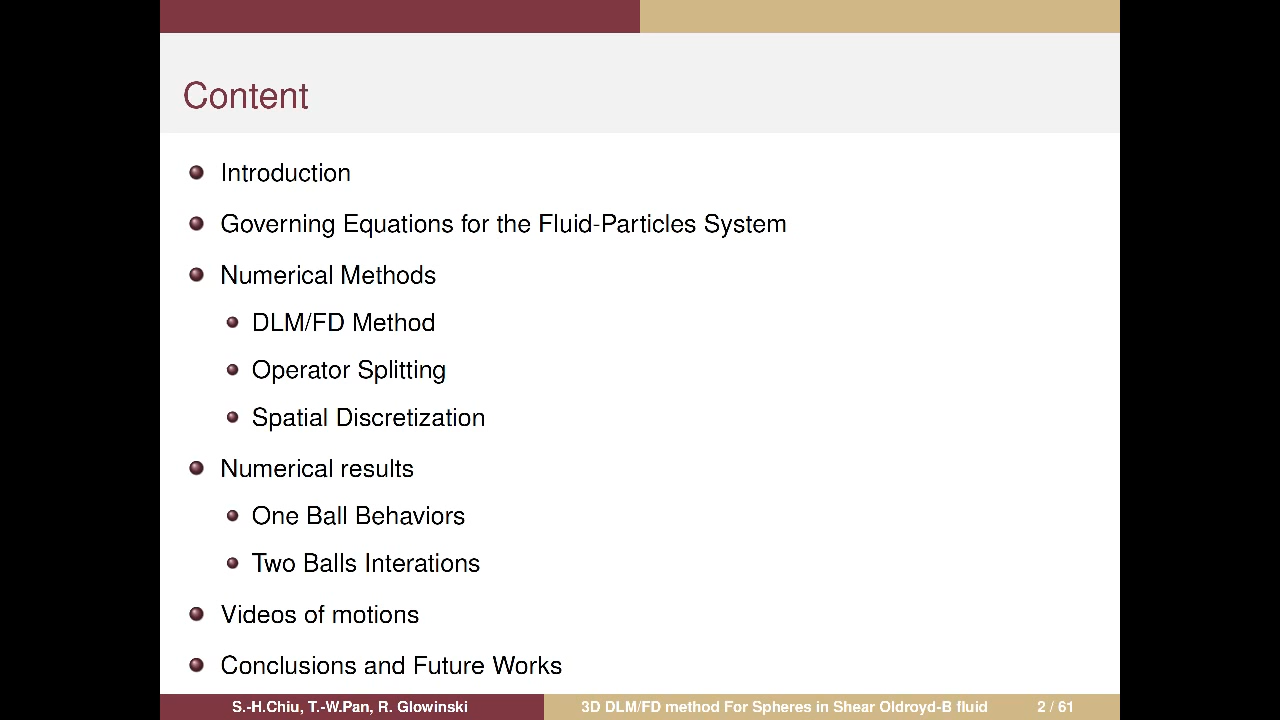 Content
Introduction
Governing Equations for the Fluid-Particles System
Numerical Methods
DLM/FD Method
Operator Splitting
Spatial Discretization
Numerical results
One Ball Behaviors
Two Balls Interations
Videos of motions
Conclusions and Future Works
S.-H.Chiu, T.-W.Pan, R. Glowinski 3D DLM/FD method For Spheres in Shear Oldroyd-B fluid 2 / 61